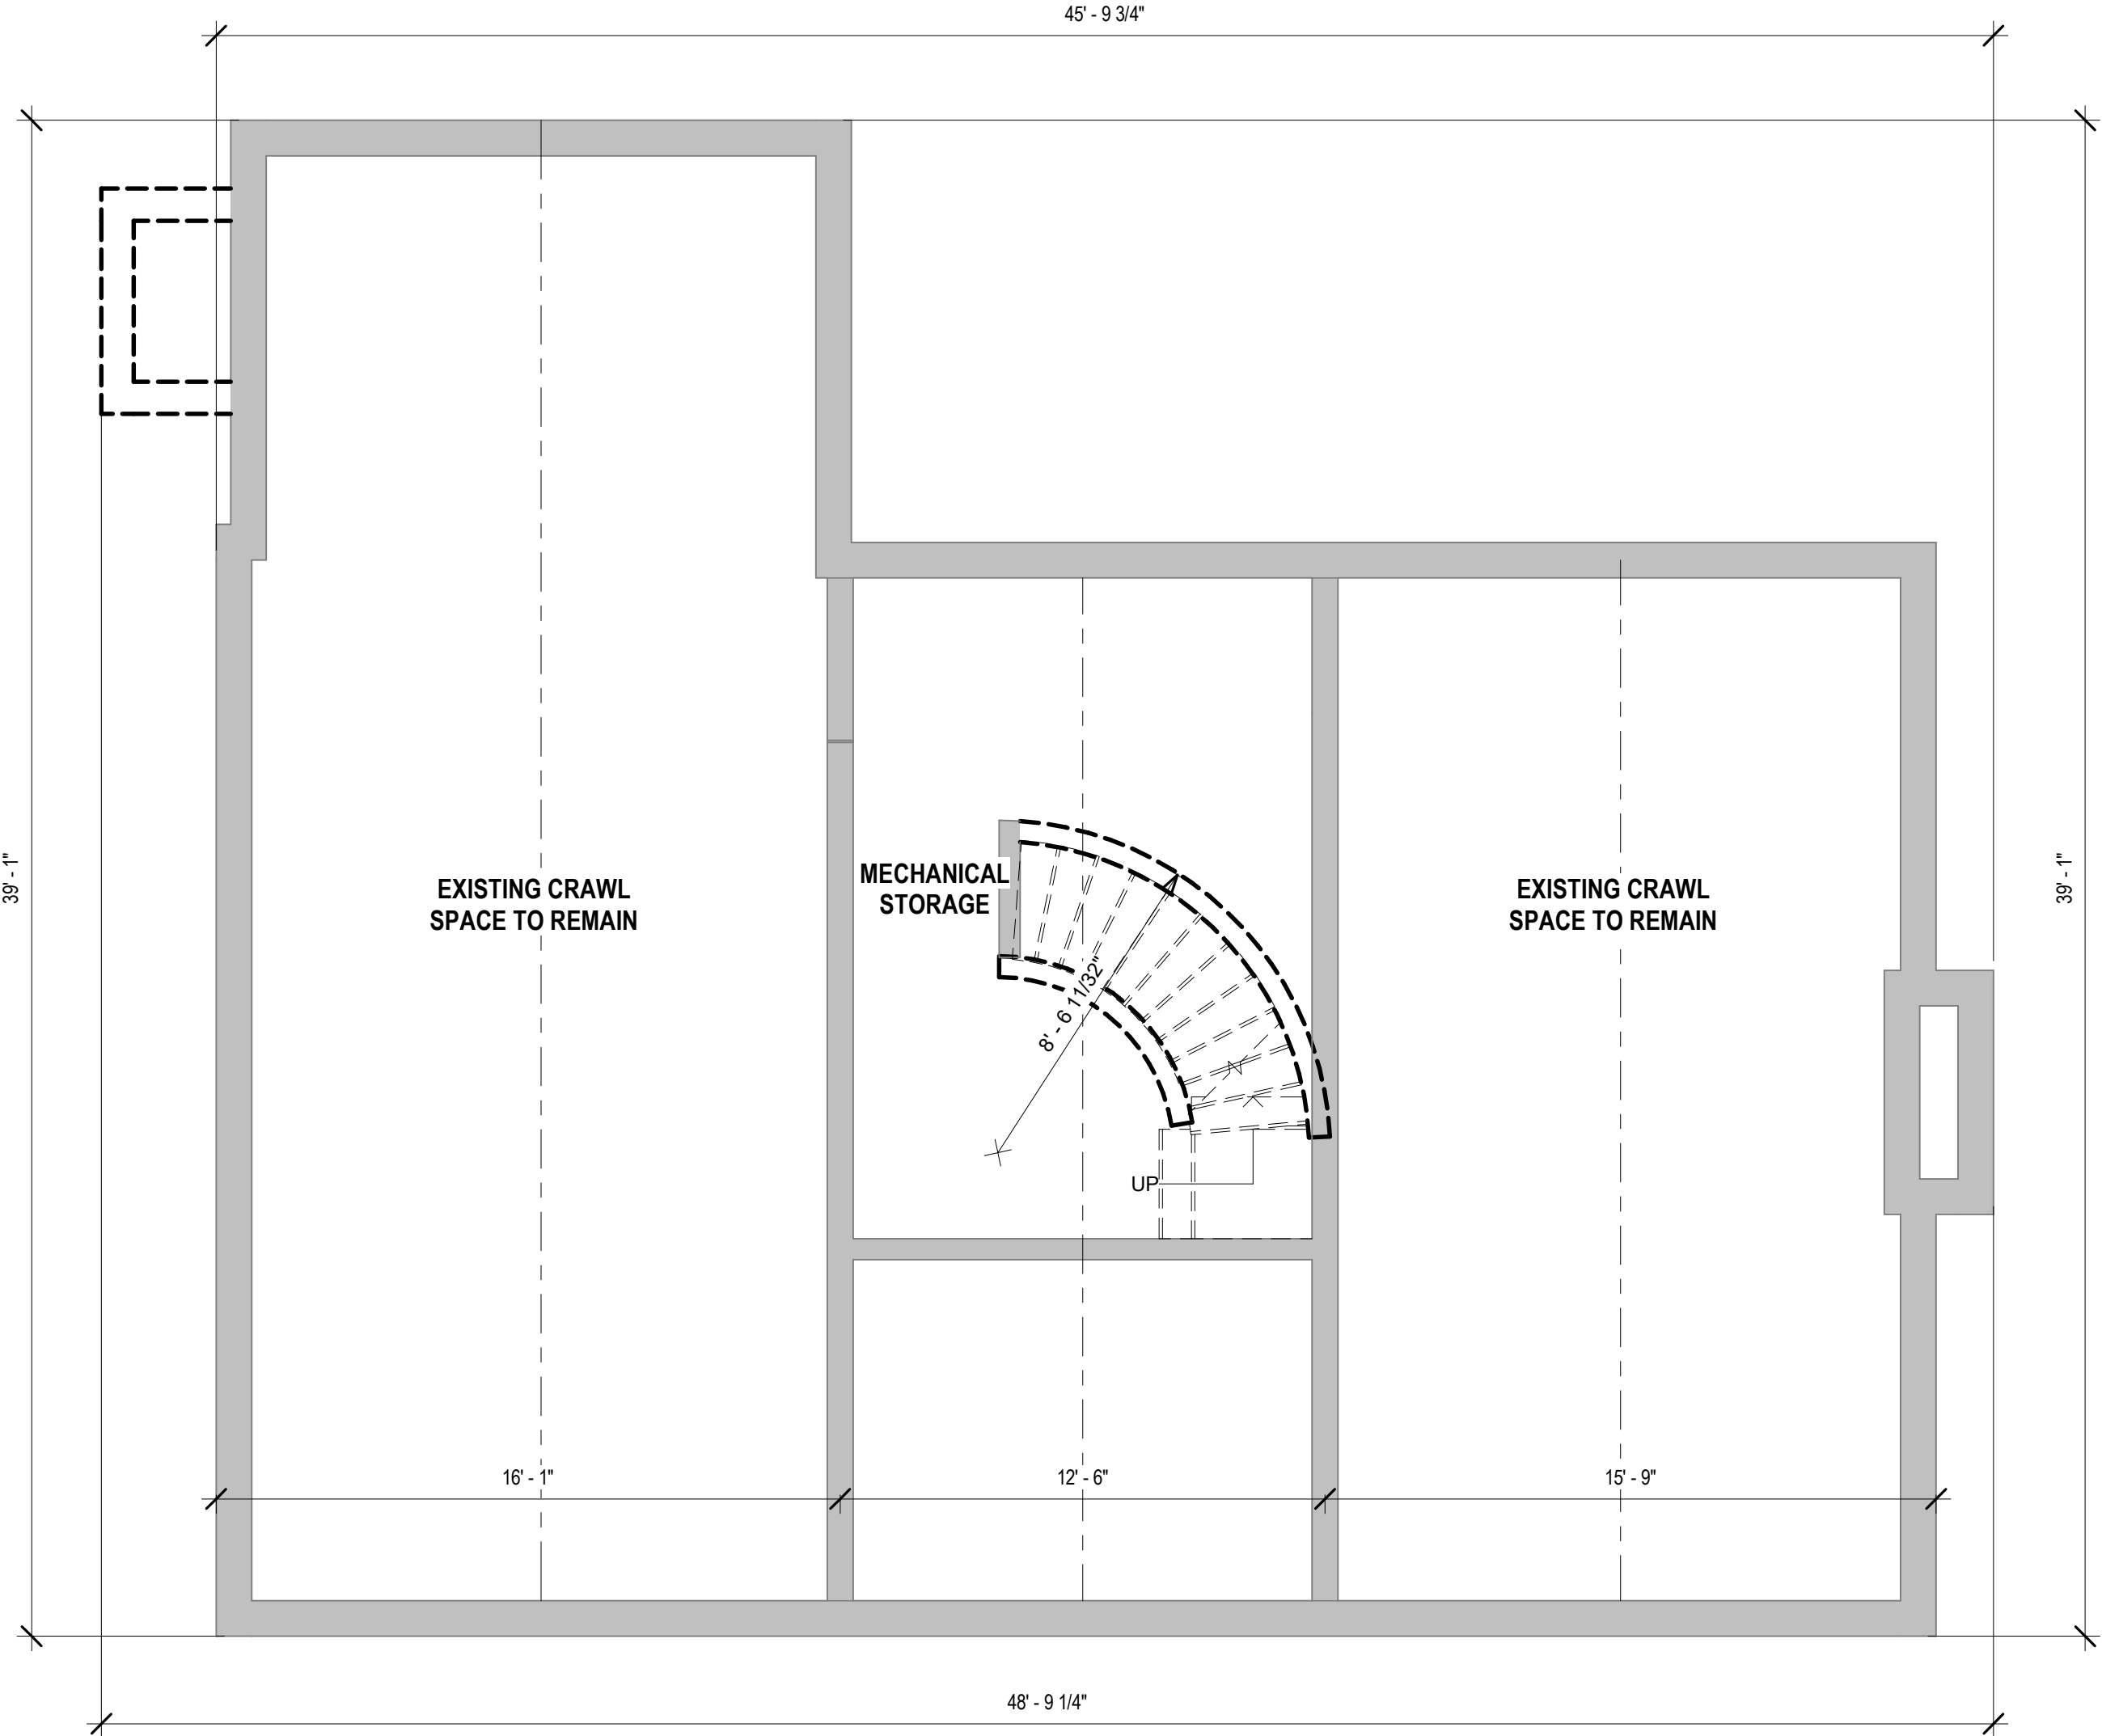 45' - 9 3/4"
39' - 1"
39' - 1"
EXISTING CRAWL
SPACE TO REMAIN
MECHANICAL
STORAGE
EXISTING CRAWL
SPACE TO REMAIN
8' - 6 11/32"
UP
16' - 1"
12' - 6"
15' - 9"
48' - 9 1/4"